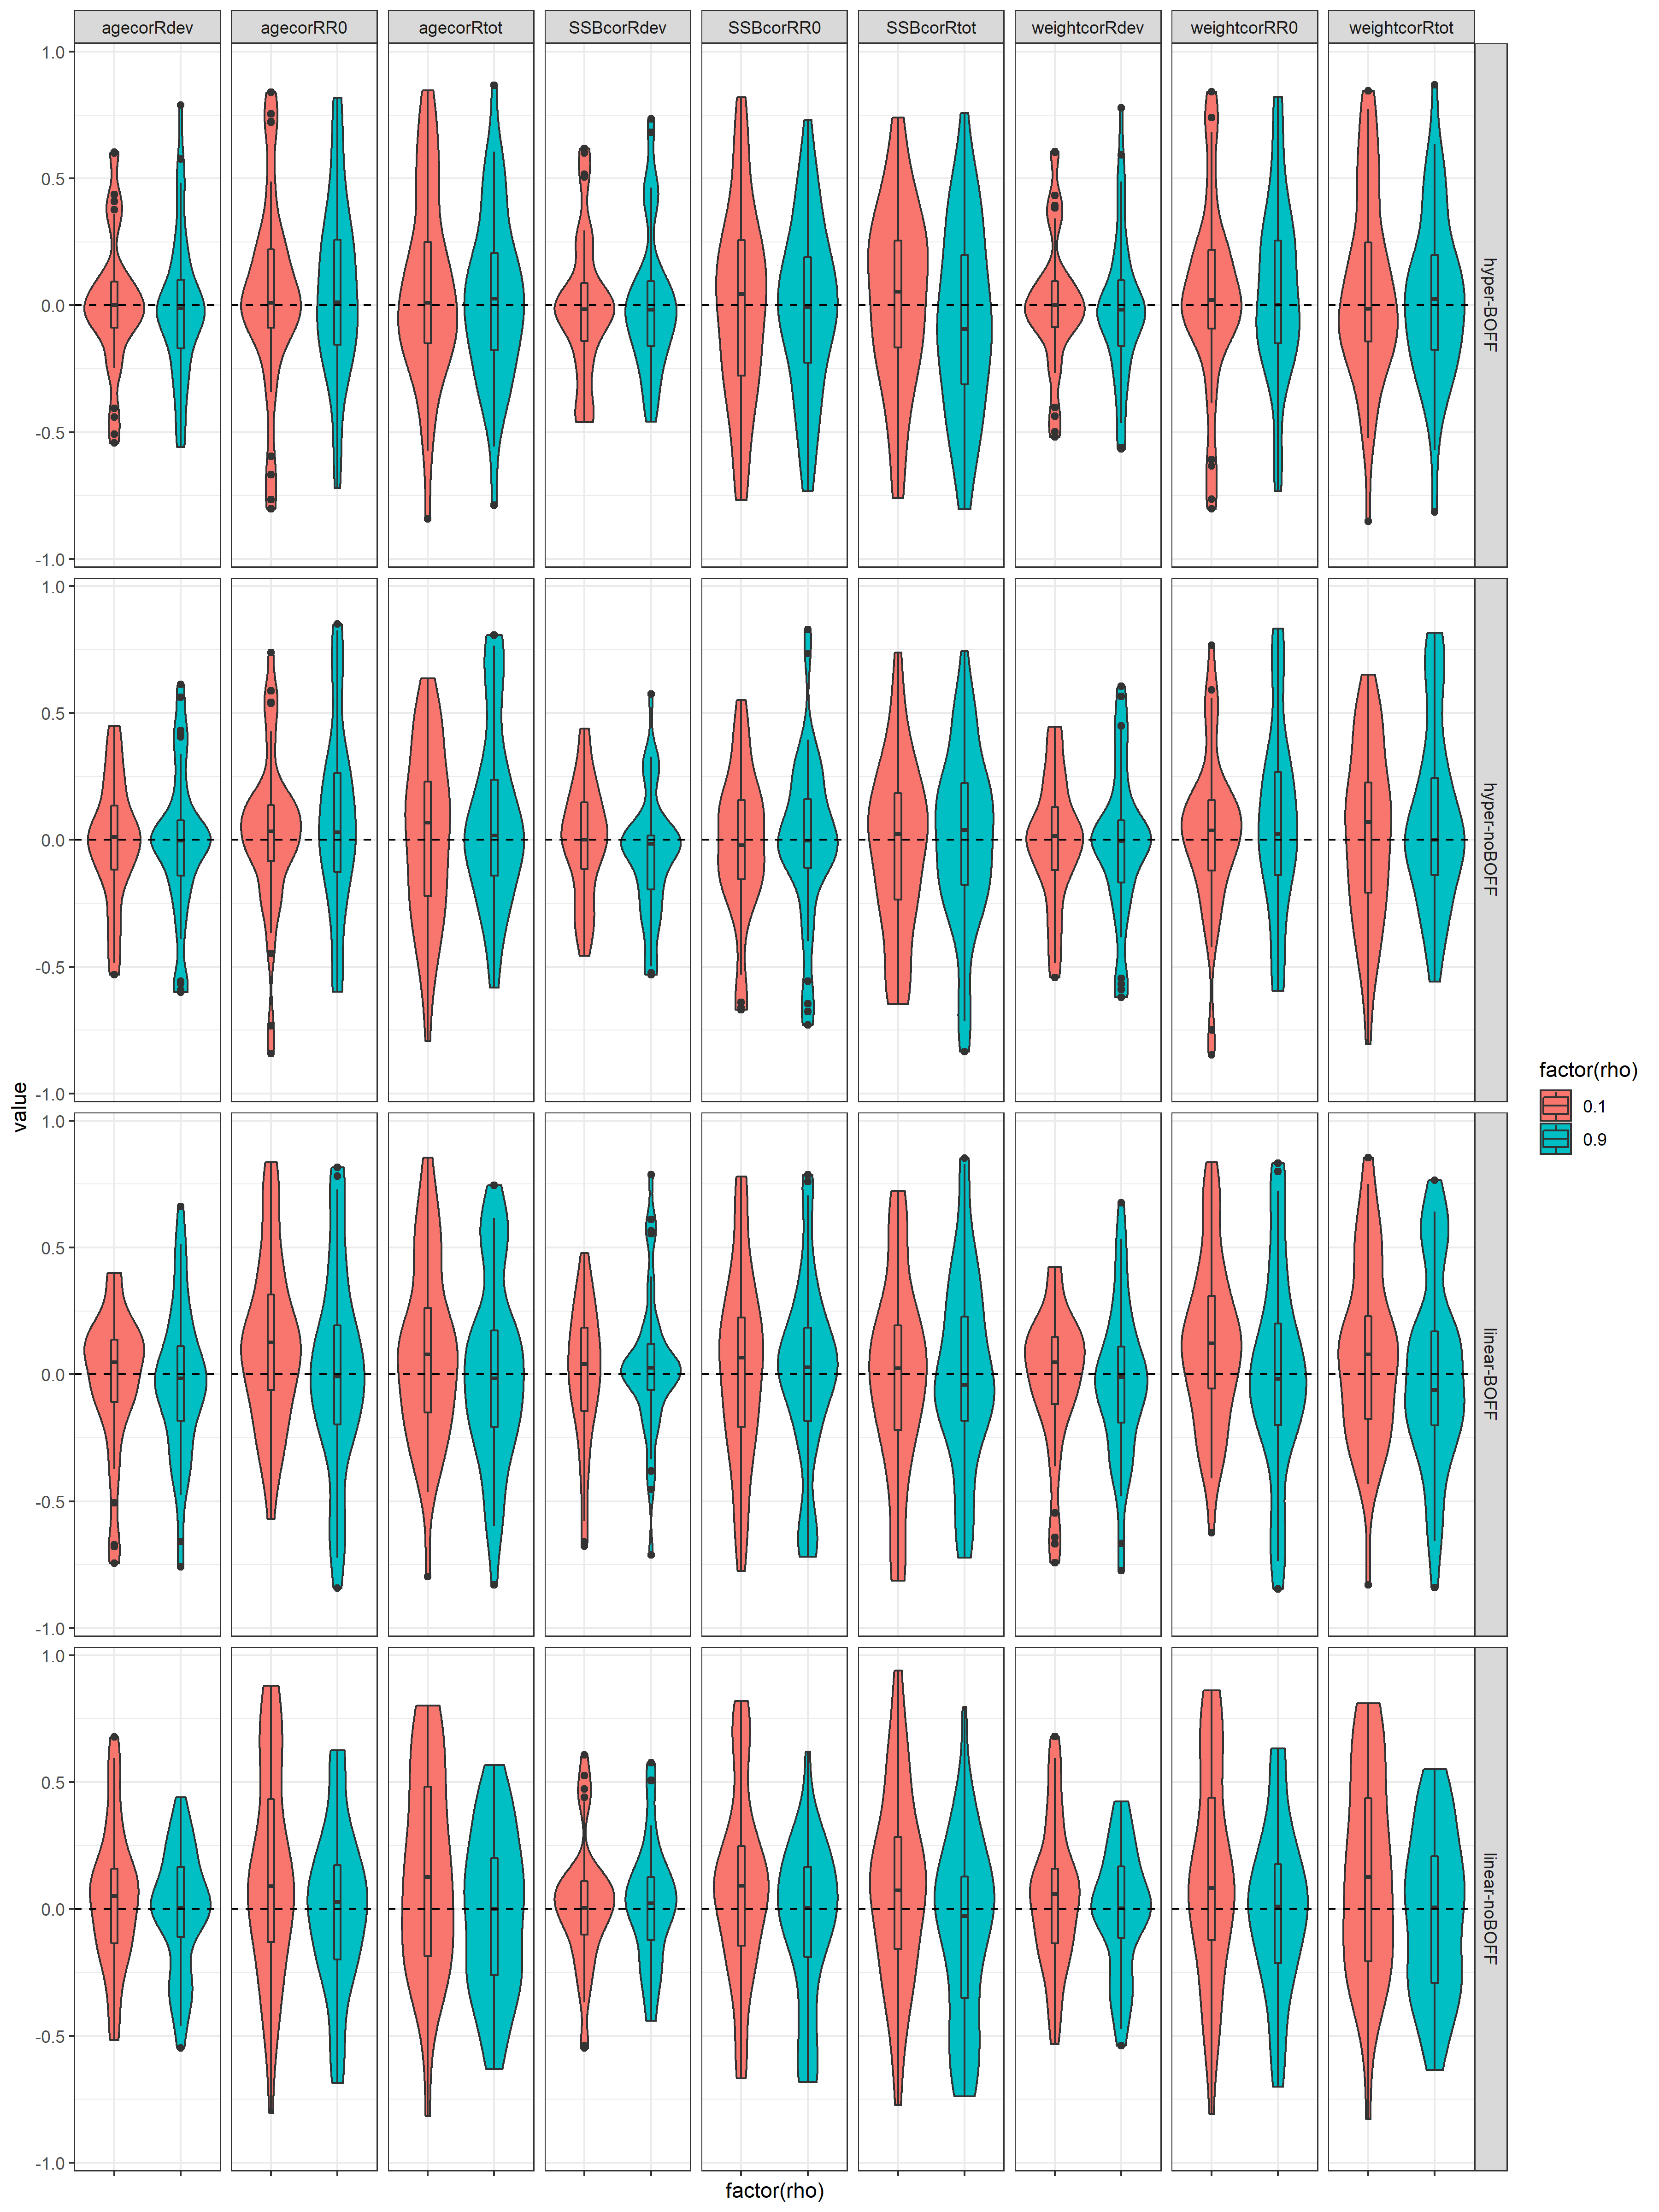 agecorRdev agecorRR0 agecorRtot SSBcorRdev SSBcorRR0 SSBcorRtot weightcorRdev weightcorRR0 weightcorRtot
1.0
0.5
0.0
-0.5
-1.0
hyper-BOFF
1.0
0.5
0.0
-0.5
-1.0
hyper-noBOFF
1.0
0.5
0.0
-0.5
-1.0
linear-BOFF
1.0
0.5
0.0
-0.5
-1.0
linear-noBOFF
value
factor(rho)
factor(rho)
0.1
0.9